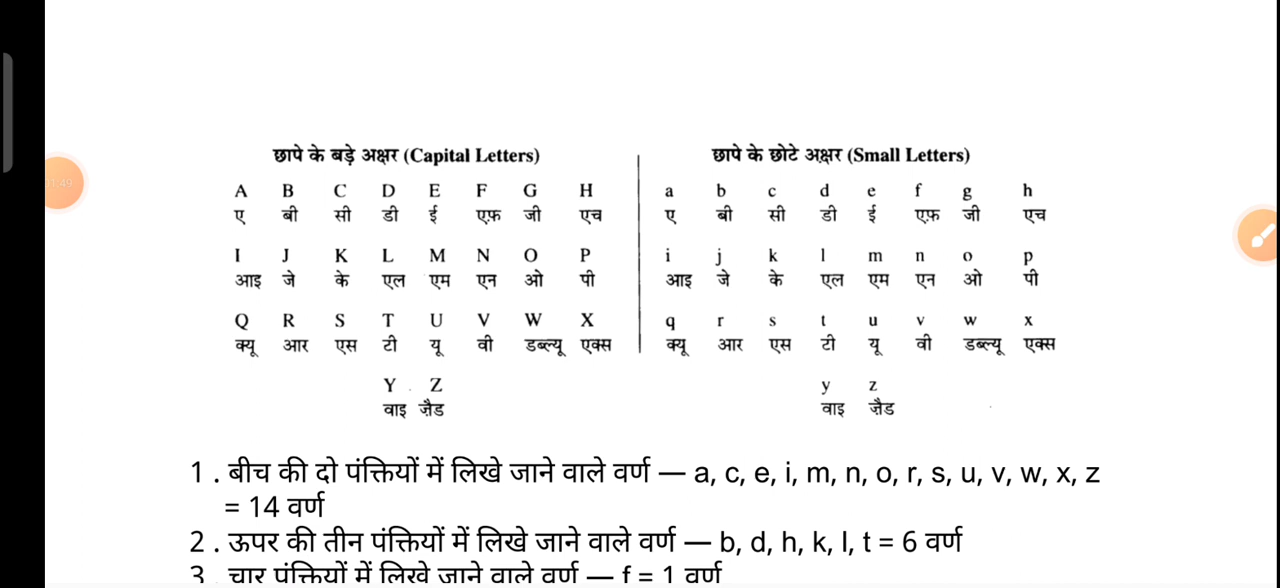 छापे के बड़े अक्षर (Capital Letters)
A B C D E F G H
ए बी सी डी ई एफ़ जी एच
I J K L M N O P
आइ जे के एल एम एन ओ पी
Q R S T U V W X
क्यू आर एस टी यू वी डब्ल्यू एक्स
Y Z
वाइ ज़ैड
छापे के छोटे अक्षर (Small Letters)
a b c d e f g h
ए बी सी डी ई एफ़ जी एच
i j k l m n o p
आइ जे के एल एम एन ओ पी
q r s t u v w x
क्यू आर एस टी यू वी डब्ल्यू एक्स
y z
वाइ ज़ैड
1 . बीच की दो पंक्तियों में लिखे जाने वाले वर्ण — a, c, e, i, m, n, o, r, s, u, v, w, x, z
= 14 वर्ण
2 . ऊपर की तीन पंक्तियों में लिखे जाने वाले वर्ण — b, d, h, k, l, t = 6 वर्ण
3 . चार पंक्तियों में लिखे जाने वाले वर्ण — f = 1 वर्ण
01:49